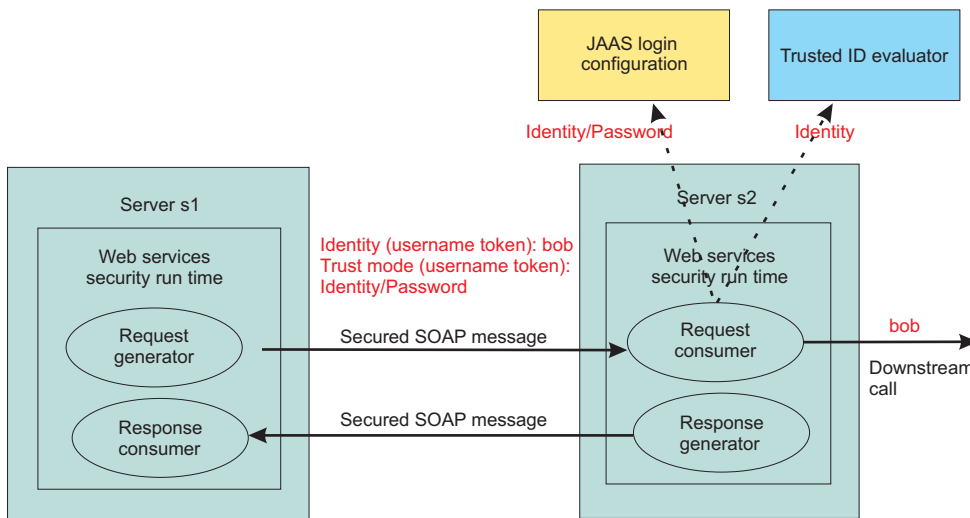 JAAS login
configuration
Trusted ID evaluator
Identity/Password
Identity
Server s1
Server s2
Web services
security run time
Identity (username token): bob
Trust mode (username token):
Identity/Password
Web services
security run time
Request
generator
Secured SOAP message
Request
consumer
bob
Downstream
call
Response
consumer
Secured SOAP message
Response
generator